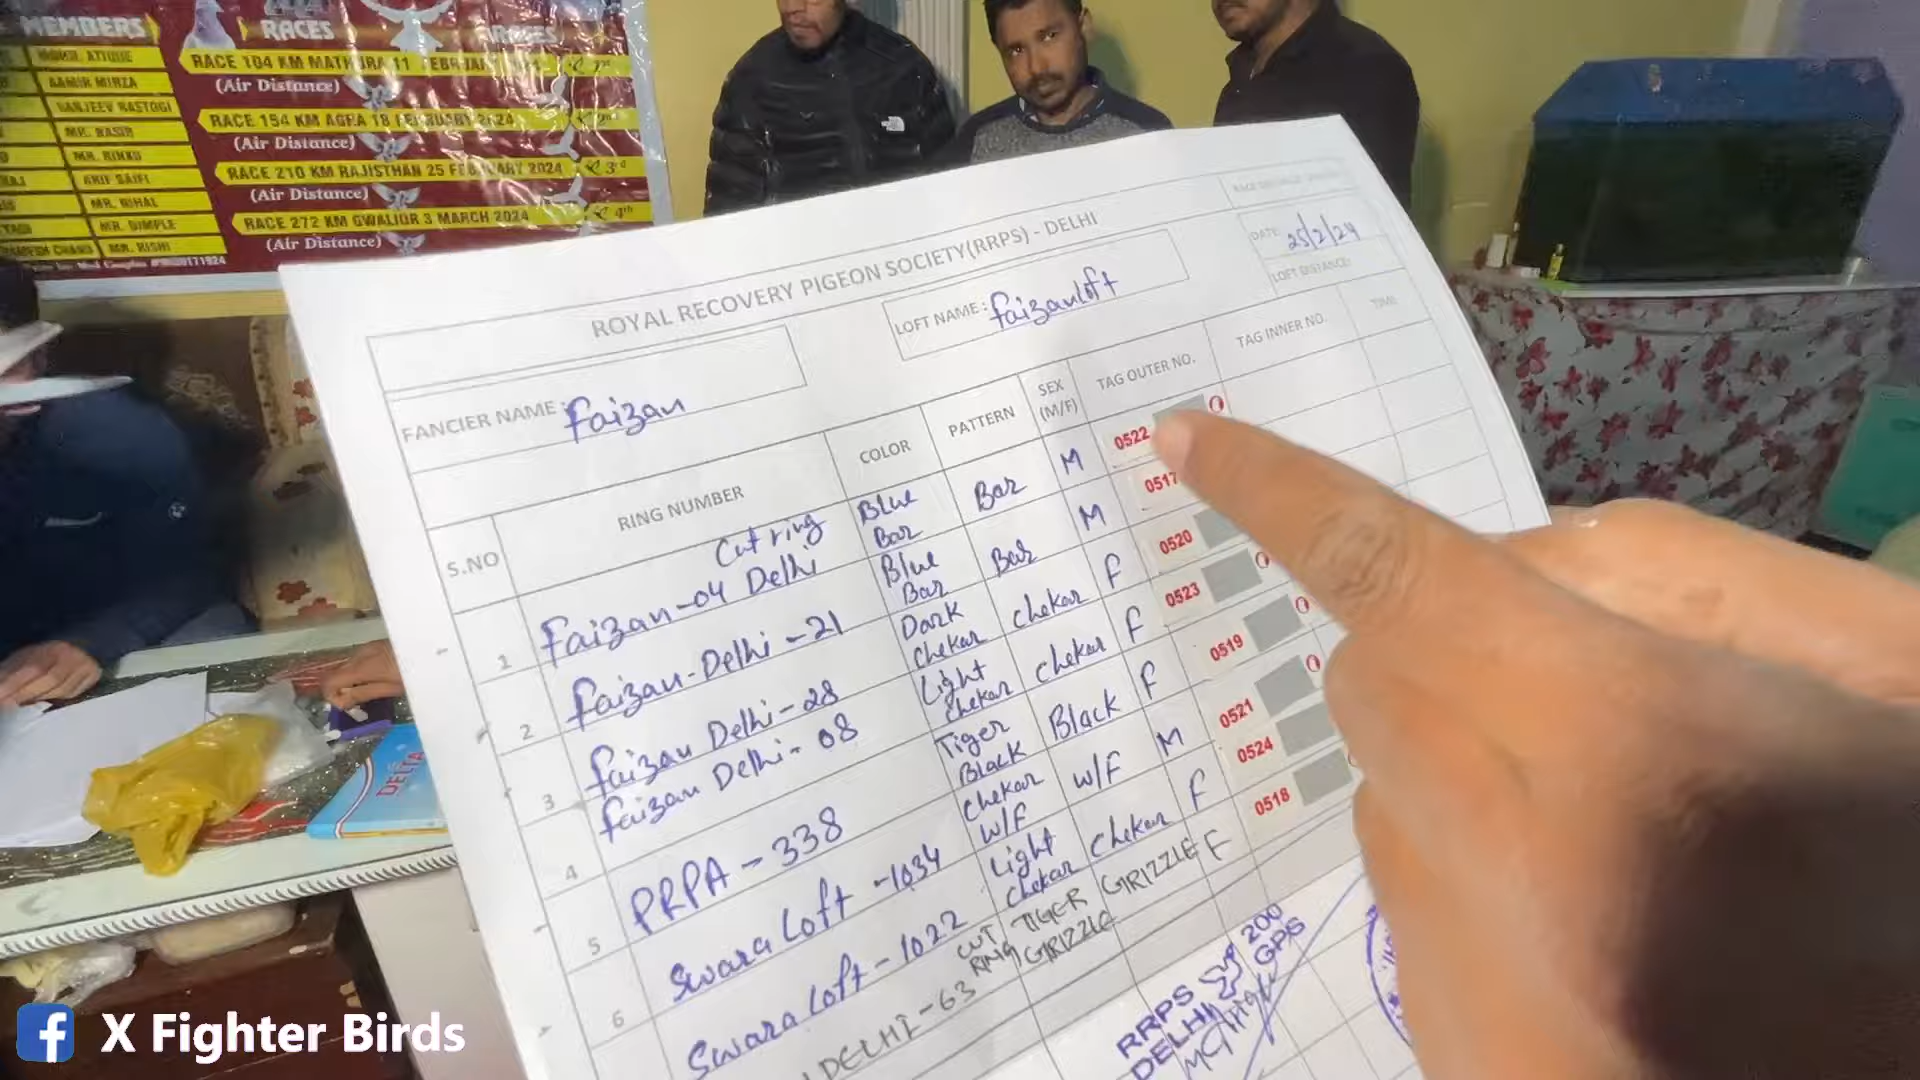 MEMBERS
RACES
MOHD. ATIQUE
AAMIR MIRZA
SANJEEV RASTOGI
MR. NASIR
MR. RINKU
ARIF SAIFI
MR. NIHAL
MR. DIMPLE
MR. RISHI
RACE 104 KM MATHURA 11 FEBRUARY
(Air Distance)
RACE 154 KM AGRA 18 FEBRUARY 2024
(Air Distance)
RACE 210 KM RAJISTHAN 25 FEBRUARY 2024 3rd
(Air Distance)
RACE 272 KM GWALIOR 3 MARCH 2024 4th
(Air Distance)
ROYAL RECOVERY PIGEON SOCIETY(RRPS) - DELHI
DATE 25/2/24
LOFT DISTANCE:
LOFT NAME : Faizan loft
FANCIER NAME : Faizan
S.NO RING NUMBER COLOR PATTERN SEX (M/F) TAG OUTER NO. TAG INNER NO. TIME
Cut ring
1 Faizan-04 Delhi Blue Bar Bar M 0522
2 Faizan-Delhi-21 Blue Bar Bar M 0517
3 Faizan Delhi-28 Dark Chekar Chekar F 0520
Faizan Delhi-08 Light Chekar Chekar F 0523
4 PRPA-338 Tiger Black Black F 0519
5 Swara Loft-1034 Chekar W/F W/F M 0521
6 Swara Loft-1022 Light Chekar Chekar F 0524
DELHI-63 CUT RING TIGER GRIZZLE GRIZZLE F 0518
RRPS 200
DELHI GPS
DELTA
X Fighter Birds